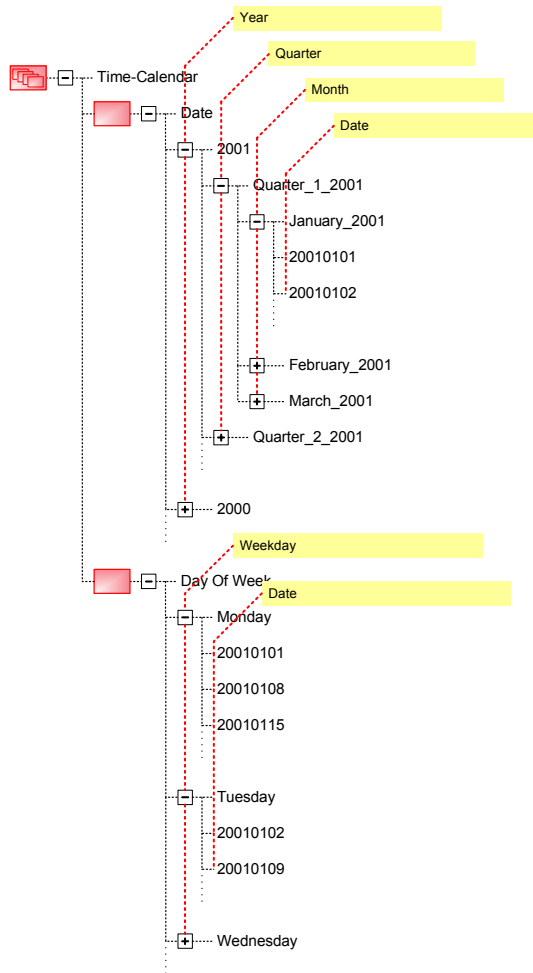 Year
Quarter
Time-Calendar
Month
Date
Date
2001
Quarter_1_2001
January_2001
20010101
20010102
February_2001
March_2001
Quarter_2_2001
2000
Weekday
Day Of Week
Date
Monday
20010101
20010108
20010115
Tuesday
20010102
20010109
Wednesday